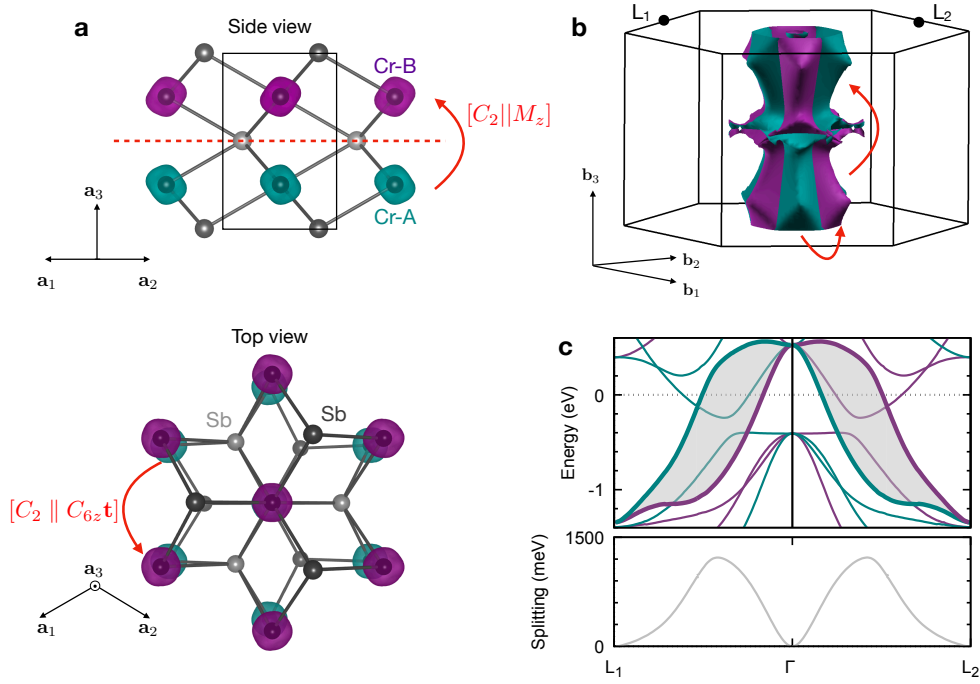 a
Side view
Cr-B
[C₂||M_z]
Cr-A
a₃
a₁
a₂
Top view
Sb
Sb
[C₂ ∥ C₆zt]
a₃
a₁
a₂
b
L₁
L₂
b₃
b₂
b₁
c
Energy (eV)
0
-1
Splitting (meV)
1500
0
L₁
Γ
L₂